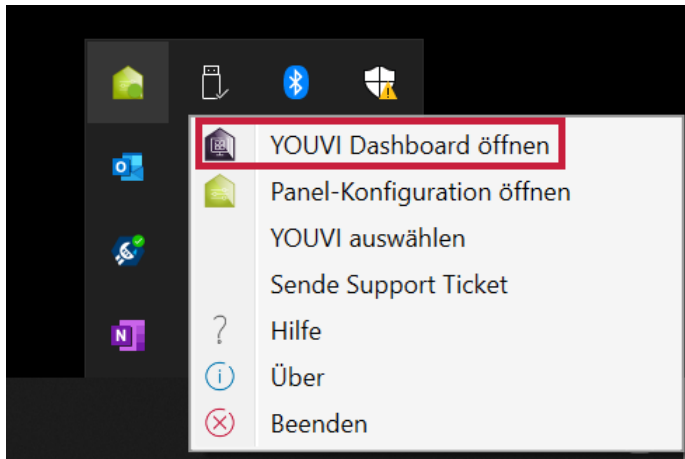 YOUVI Dashboard öffnen
Panel-Konfiguration öffnen
YOUVI auswählen
Sende Support Ticket
Hilfe
Über
Beenden